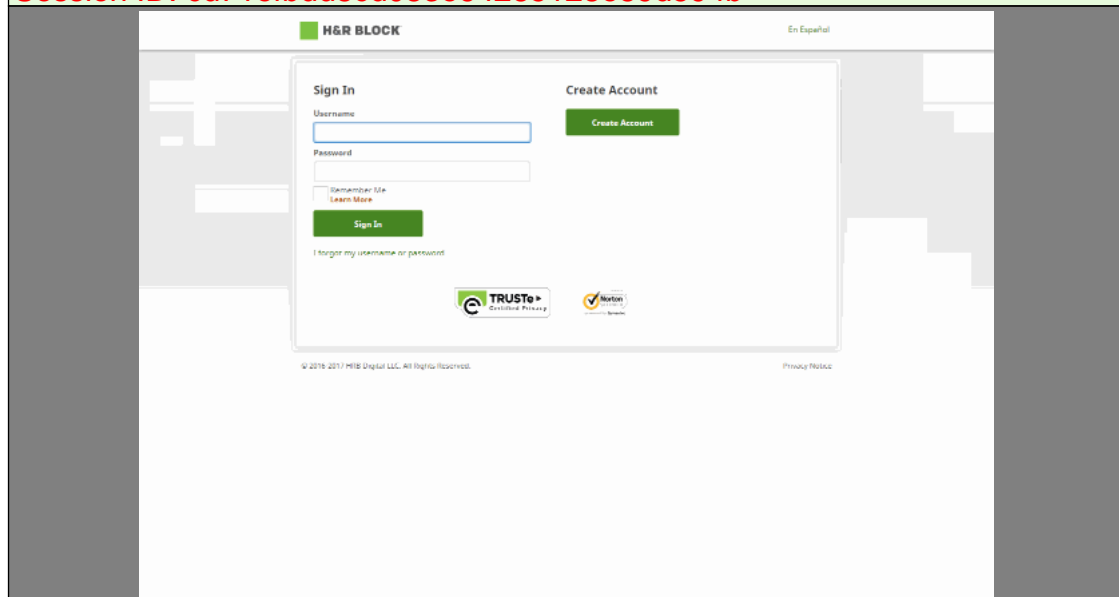 H&R BLOCK
En Español
Sign In
Create Account
Username
Create Account
Password
Remember Me
Learn More
Sign In
I forgot my username or password
TRUSTe
Certified Privacy
Norton
© 2016-2017 HRB Digital LLC. All Rights Reserved.
Privacy Notice